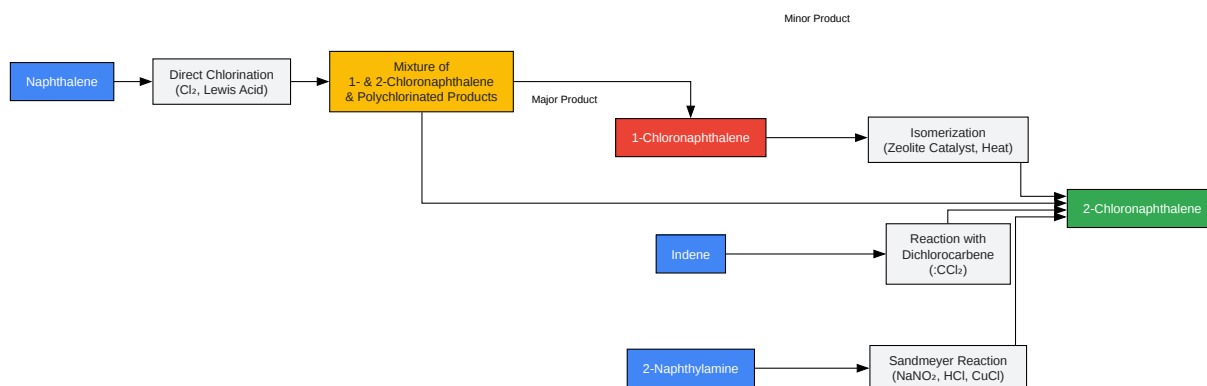 Minor Product
Naphthalene
Direct Chlorination
(Cl₂, Lewis Acid)
Mixture of
1- & 2-Chloronaphthalene
& Polychlorinated Products
Major Product
1-Chloronaphthalene
Isomerization
(Zeolite Catalyst, Heat)
2-Chloronaphthalene
Indene
Reaction with
Dichlorocarbene
(:CCl₂)
2-Naphthylamine
Sandmeyer Reaction
(NaNO₂, HCl, CuCl)